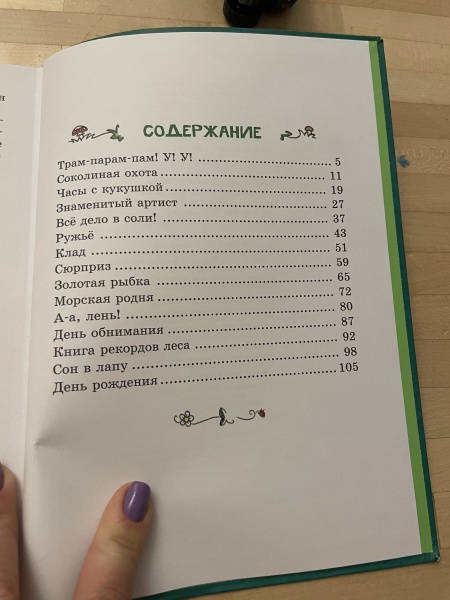 СОДЕРЖАНИЕ
Трам-парам-пам! У! У! 5
Соколиная охота 11
Часы с кукушкой 19
Знаменитый артист 27
Всё дело в соли! 37
Ружьё 43
Клад 51
Сюрприз 59
Золотая рыбка 65
Морская родня 72
А-а, лень! 80
День обнимания 87
Книга рекордов леса 92
Сон в лапу 98
День рождения 105